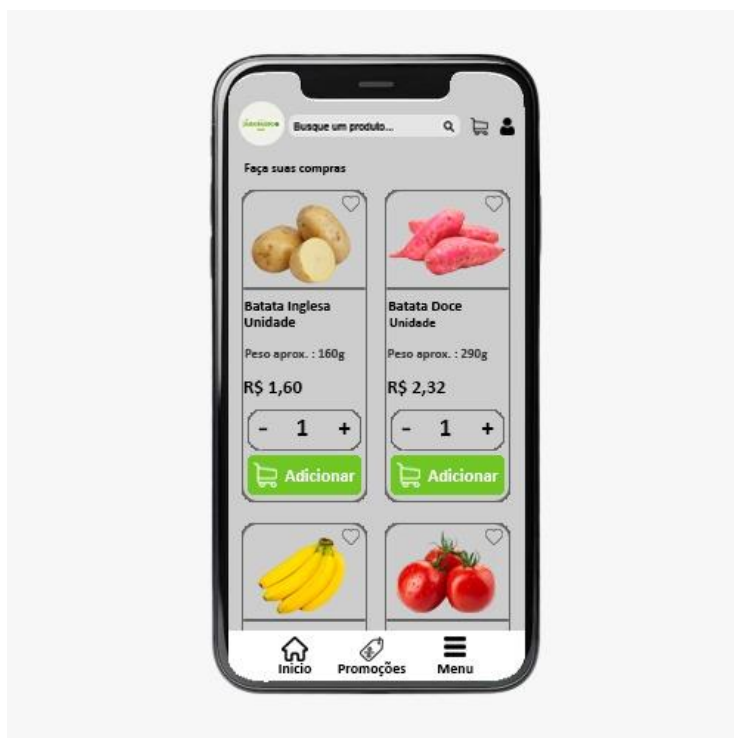 Busque um produto...
Faça suas compras
Batata Inglesa
Unidade
Peso aprox. : 160g
R$ 1,60
- 1 +
Adicionar
Batata Doce
Unidade
Peso aprox. : 290g
R$ 2,32
- 1 +
Adicionar
Inicio Promoções Menu